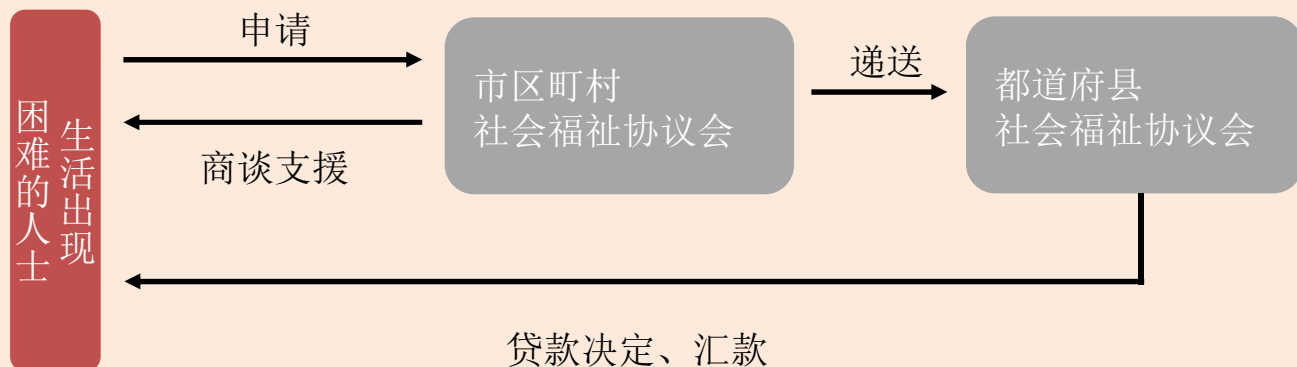 生活出现
困难的人士
申请
商谈支援
市区町村
社会福祉协议会
递送
都道府县
社会福祉协议会
贷款决定、汇款